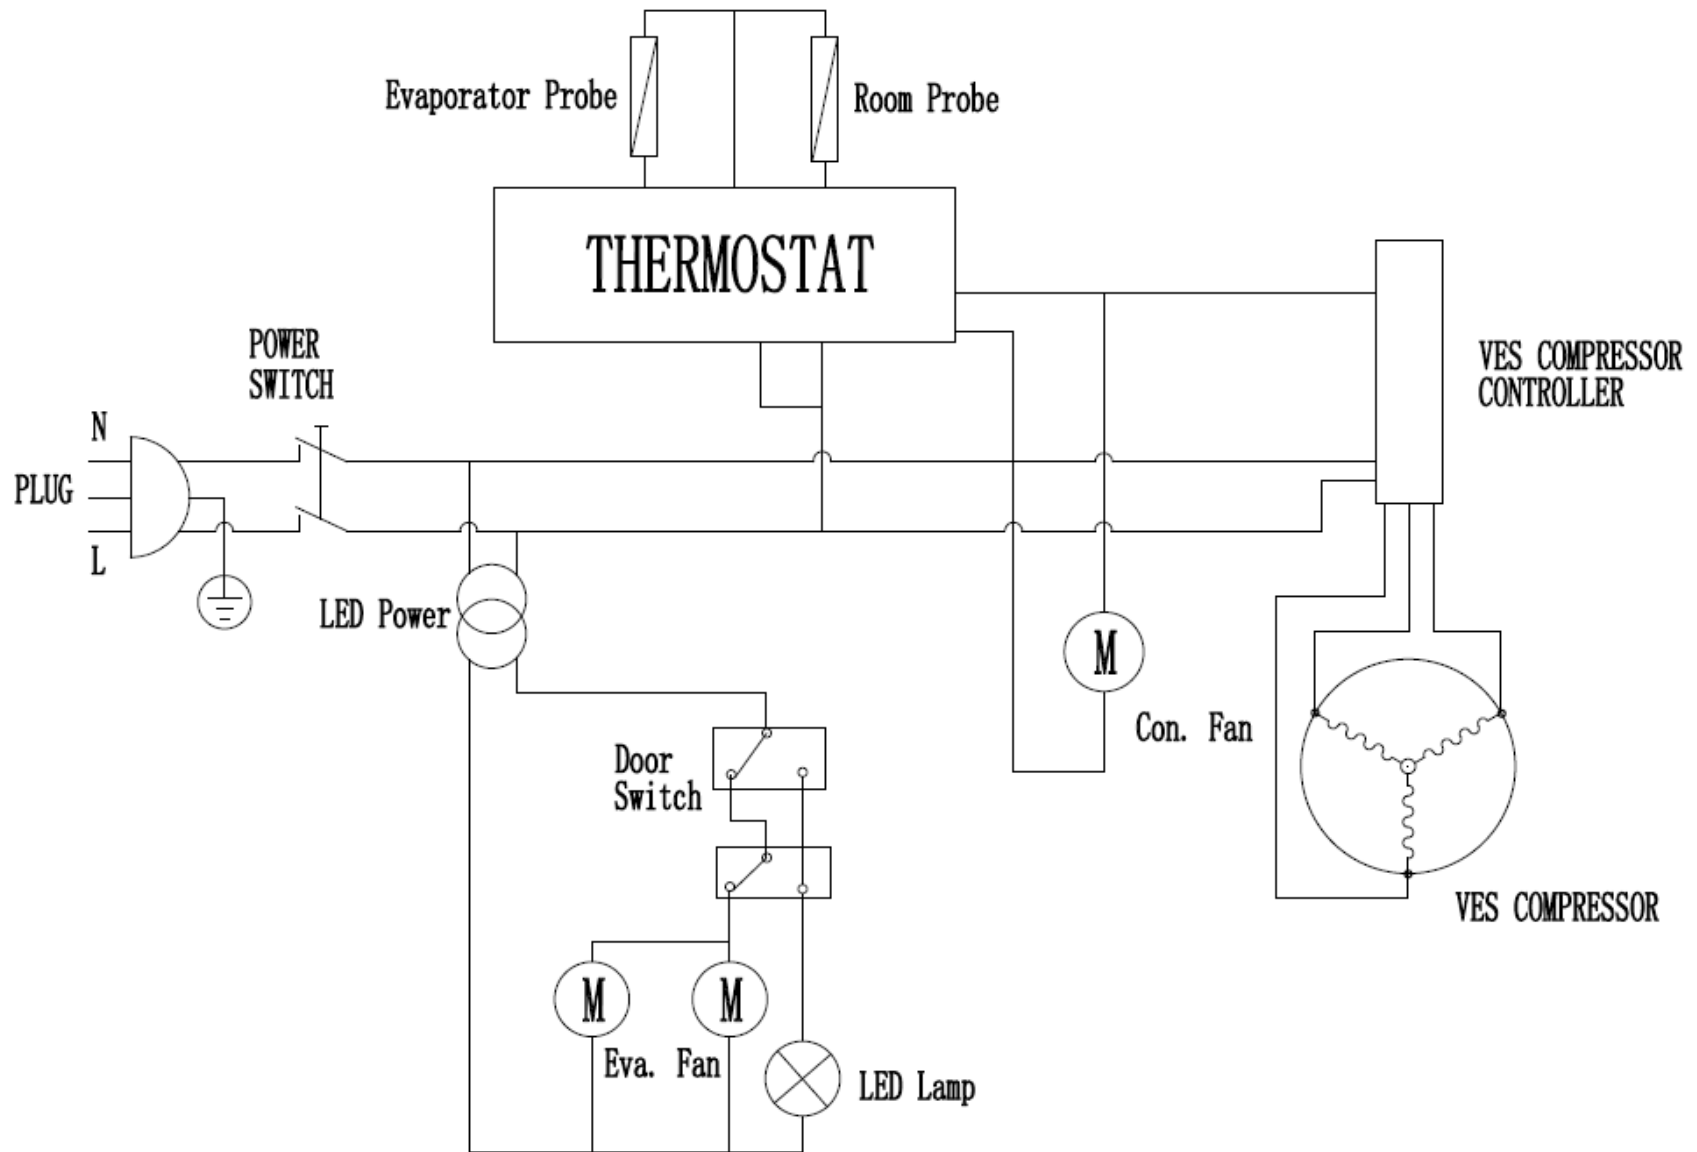 Evaporator Probe
Room Probe
THERMOSTAT
POWER
SWITCH
VES COMPRESSOR
CONTROLLER
N
PLUG
L
LED Power
M
Con. Fan
Door
Switch
VES COMPRESSOR
M
M
Eva. Fan
LED Lamp